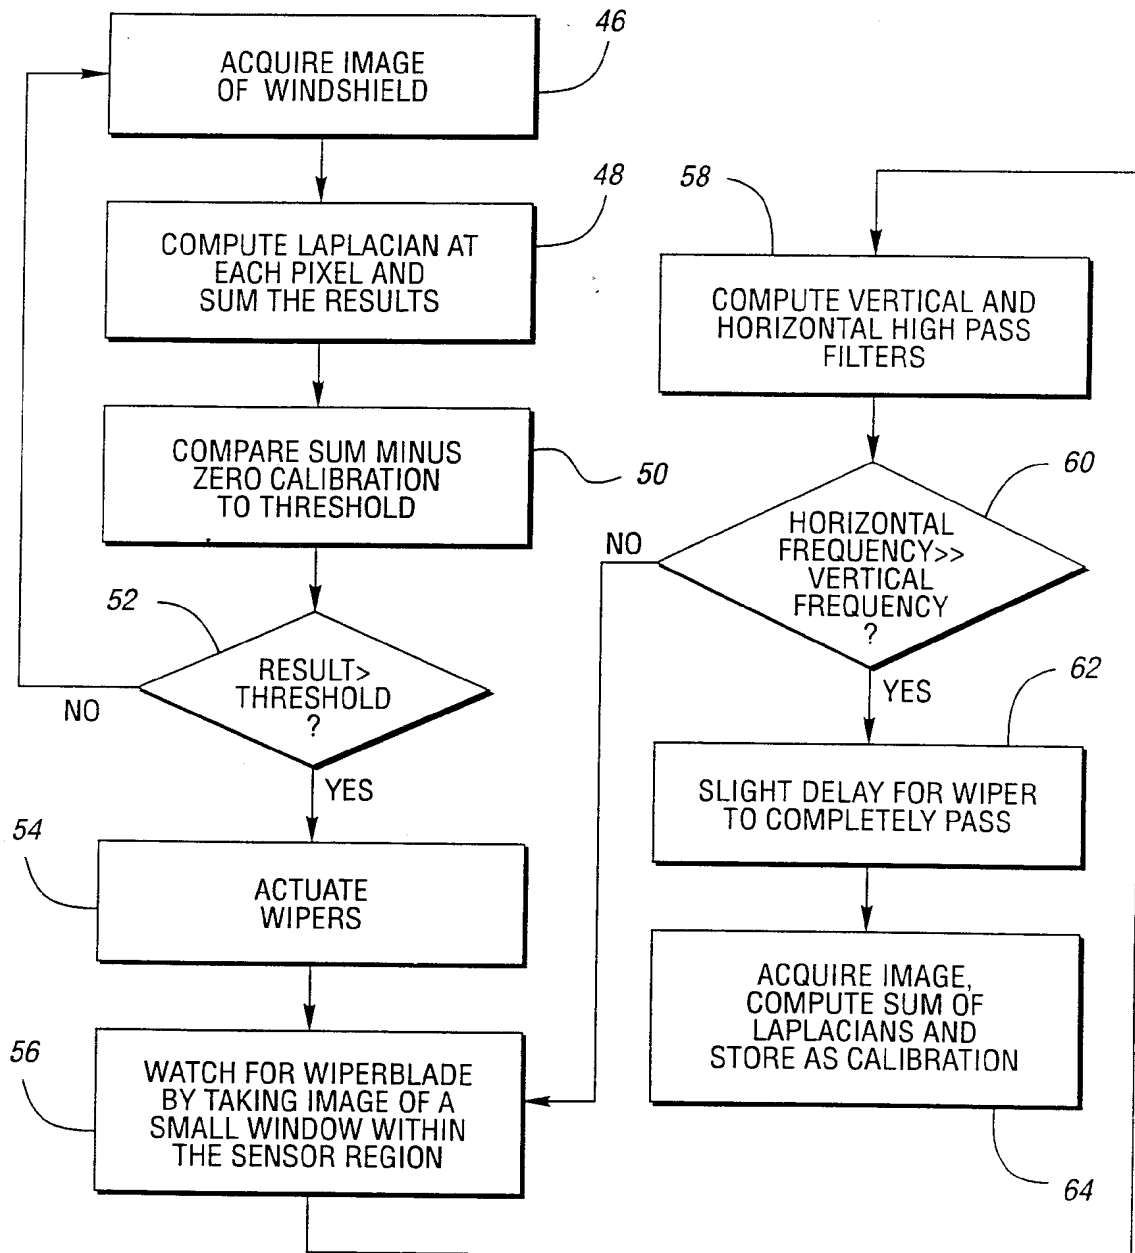 46
ACQUIRE IMAGE
OF WINDSHIELD
48
COMPUTE LAPLACIAN AT
EACH PIXEL AND
SUM THE RESULTS
COMPARE SUM MINUS
ZERO CALIBRATION
TO THRESHOLD
50
52
RESULT>
THRESHOLD
?
NO
YES
54
ACTUATE
WIPERS
56
WATCH FOR WIPERBLADE
BY TAKING IMAGE OF A
SMALL WINDOW WITHIN
THE SENSOR REGION
58
COMPUTE VERTICAL AND
HORIZONTAL HIGH PASS
FILTERS
60
HORIZONTAL
FREQUENCY>>
VERTICAL
FREQUENCY
?
NO
YES
62
SLIGHT DELAY FOR WIPER
TO COMPLETELY PASS
ACQUIRE IMAGE,
COMPUTE SUM OF
LAPLACIANS AND
STORE AS CALIBRATION
64